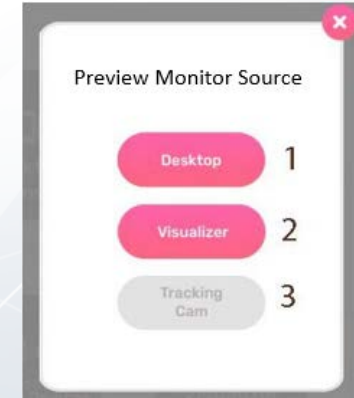 Preview Monitor Source
Desktop 1
Visualizer 2
Tracking
Cam 3